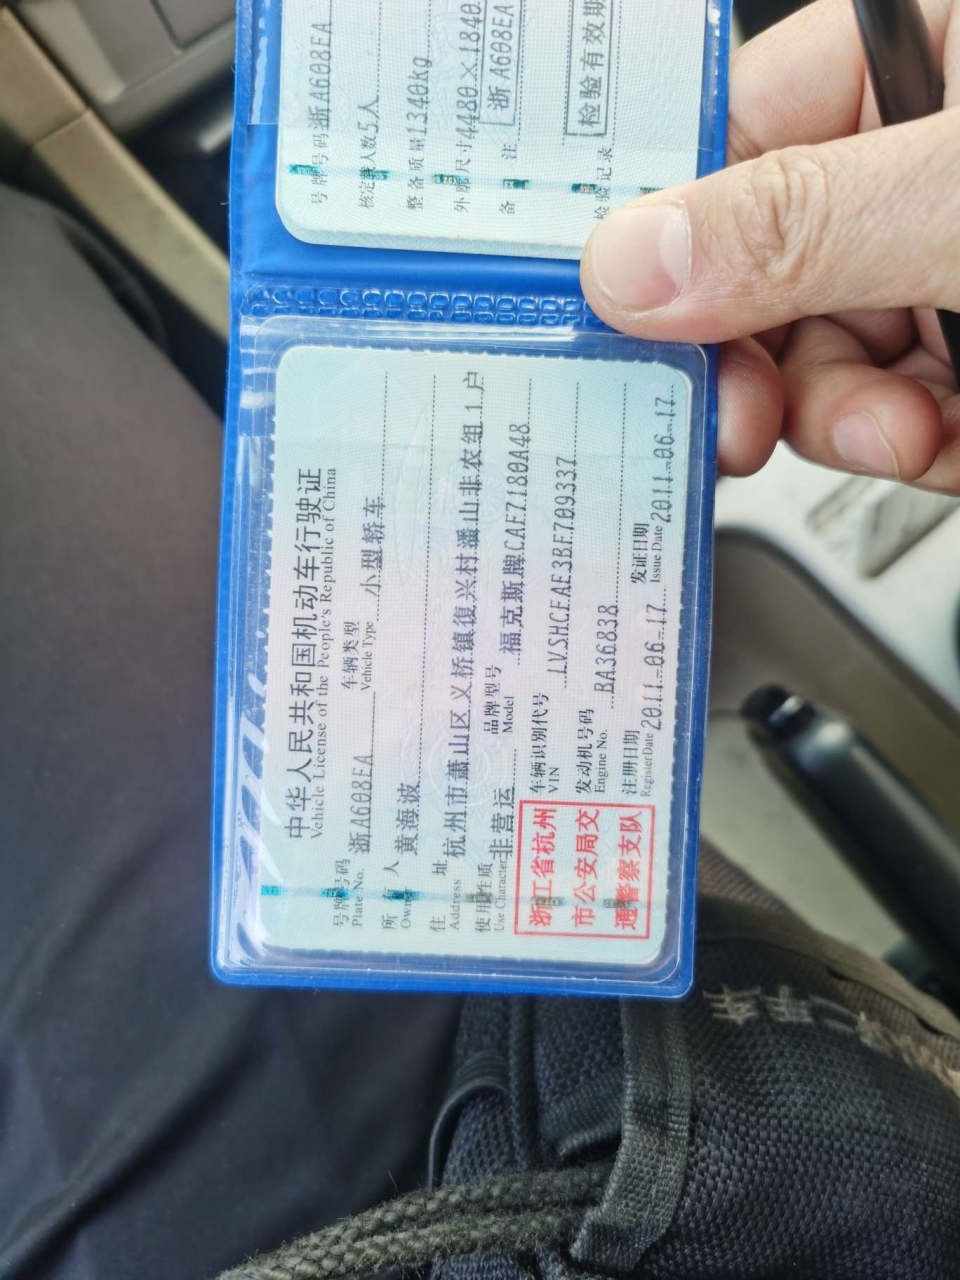 中华人民共和国机动车行驶证
Vehicle License of the People's Republic of China
号牌号码 浙A608EA 车辆类型 小型轿车
Plate No. Vehicle Type
所有人 黄海波
Owner
住址 杭州市萧山区义桥镇復兴村潘山非农组1户
Address
使用性质 非营运 品牌型号 福克斯牌CAF7180A48
Use Character Model
浙江省杭州
市公安局交
通警察支队
车辆识别代号 LVSHCFAE3BF709337
VIN
发动机号码 BA36838
Engine No.
注册日期 2011-06-17 发证日期 2011-06-17
Register Date Issue Date
号牌号码 浙A608EA
核定载人数 5人
整备质量 1340kg
外廓尺寸 4480×1840
备注 浙A608EA
检验记录 检验有效期